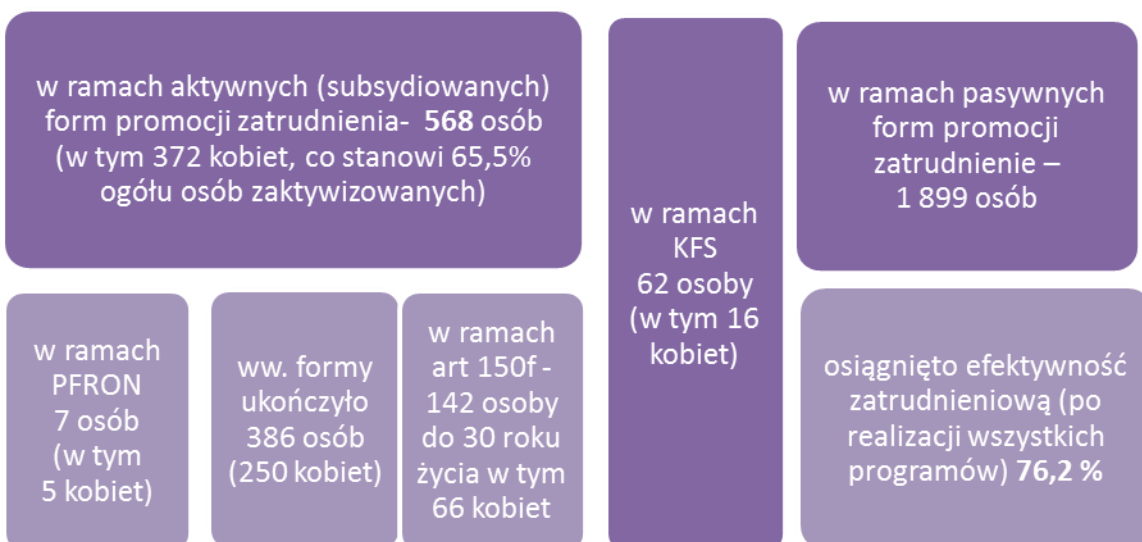 w ramach aktywnych (subsydiowanych)
form promocji zatrudnienia- 568 osób
(w tym 372 kobiet, co stanowi 65,5%
ogółu osób zaktywizowanych)
w ramach
PFRON
7 osób
(w tym
5 kobiet)
ww. formy
ukończyło
386 osób
(250 kobiet)
w ramach
art 150f -
142 osoby
do 30 roku
życia w tym
66 kobiet
w ramach
KFS
62 osoby
(w tym 16
kobiet)
w ramach pasywnych
form promocji
zatrudnienie –
1 899 osób
osiągnięto efektywność
zatrudnieniową (po
realizacji wszystkich
programów) 76,2 %